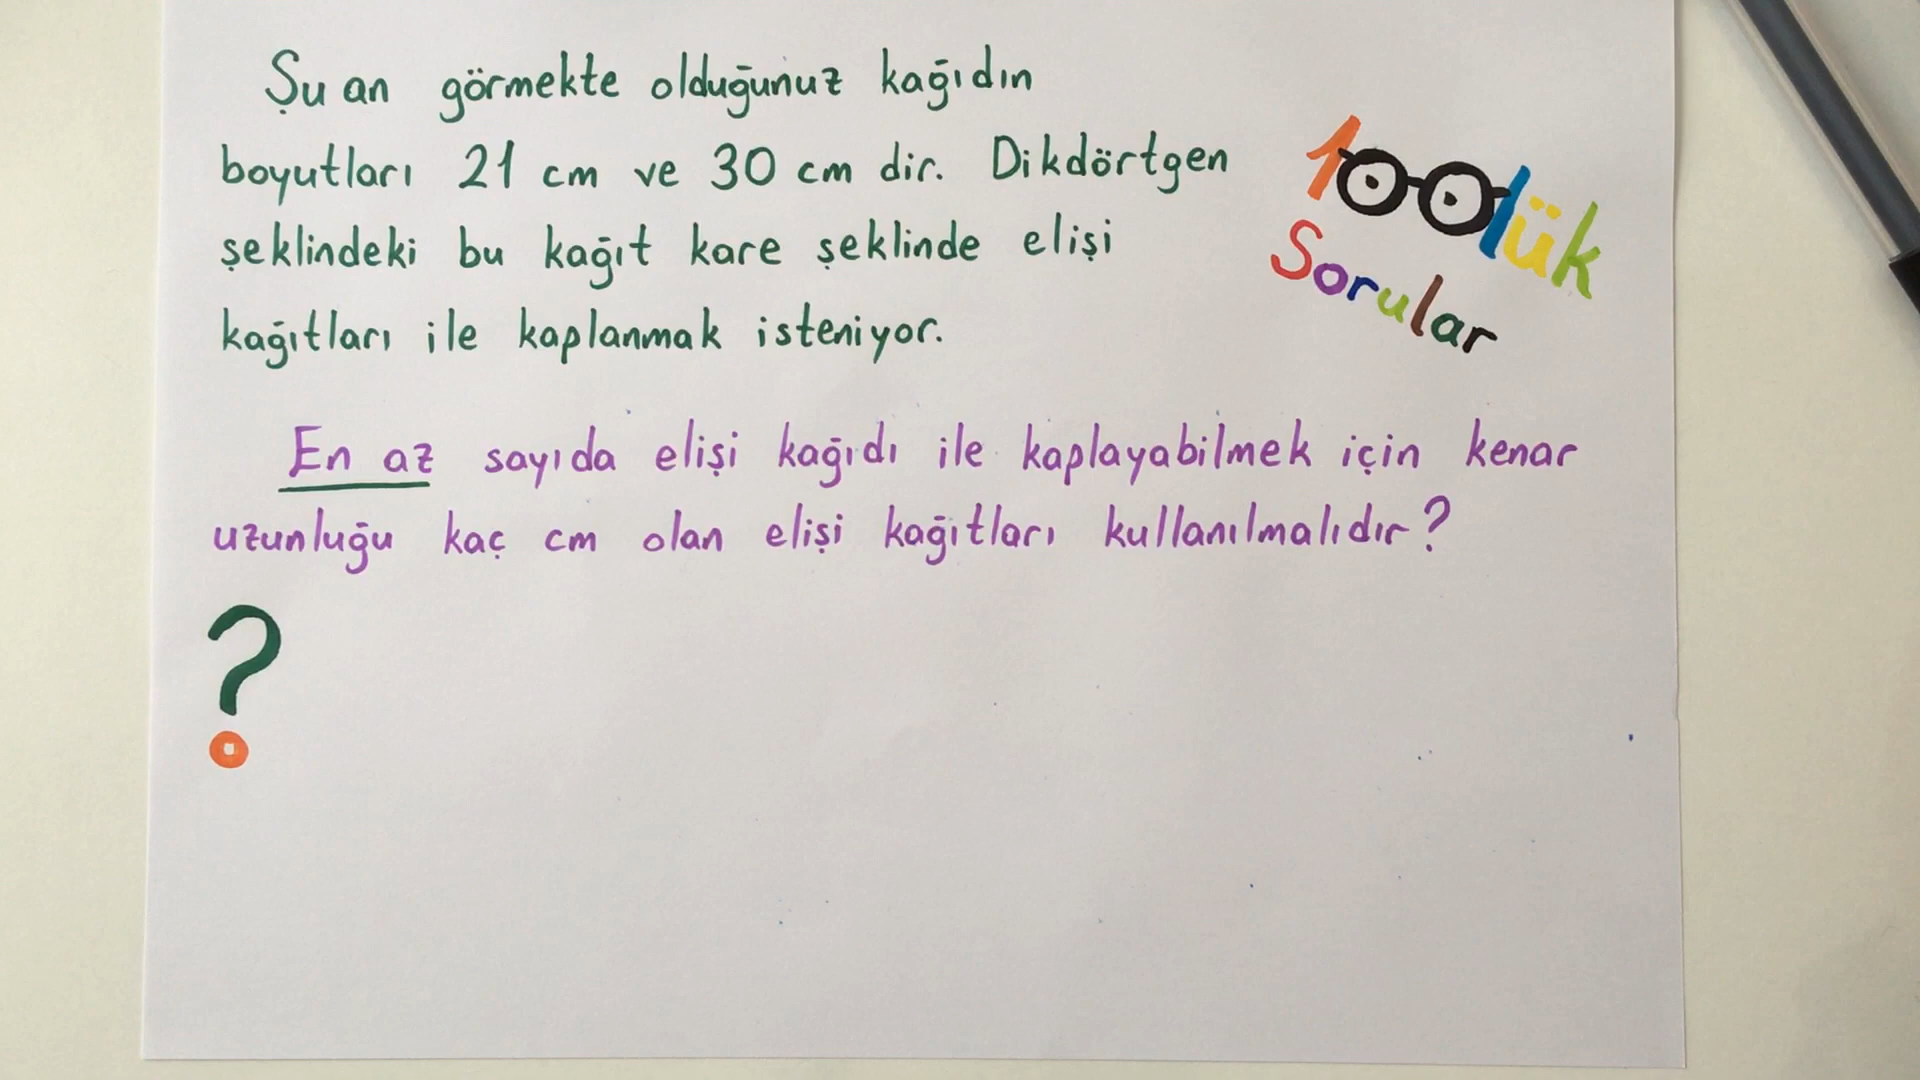 Şu an görmekte olduğunuz kağıdın
boyutları 21 cm ve 30 cm dir. Dikdörtgen
şeklindeki bu kağıt kare şeklinde elişi
kağıtları ile kaplanmak isteniyor.
100lük
Sorular
En az sayıda elişi kağıdı ile kaplayabilmek için kenar
uzunluğu kaç cm olan elişi kağıtları kullanılmalıdır?
?